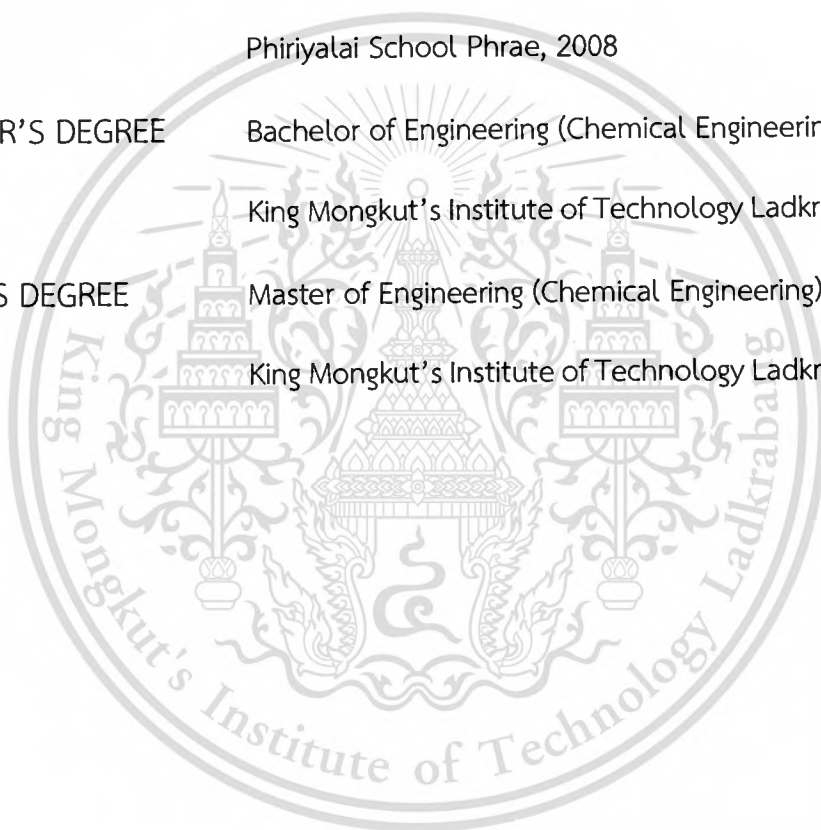 Phiriyalai School Phrae, 2008
R'S DEGREE Bachelor of Engineering (Chemical Engineerin
King Mongkut's Institute of Technology Ladkr
S DEGREE Master of Engineering (Chemical Engineering)
King Mongkut's Institute of Technology Ladkr
King Mongkut's Institute of Technology Ladkrabang